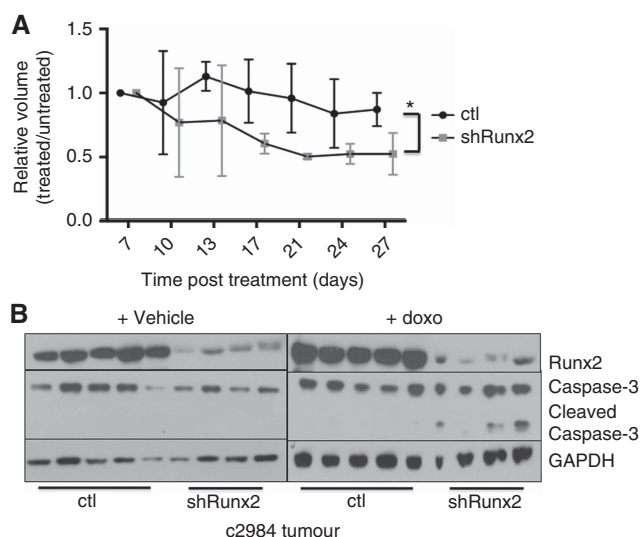 A
Relative volume
(treated/untreated)
1.5
1.0
0.5
0.0
7 10 13 17 21 24 27
Time post treatment (days)
*
ctl
shRunx2
B
+ Vehicle + doxo
Runx2
Caspase-3
Cleaved
Caspase-3
GAPDH
ctl shRunx2 ctl shRunx2
c2984 tumour